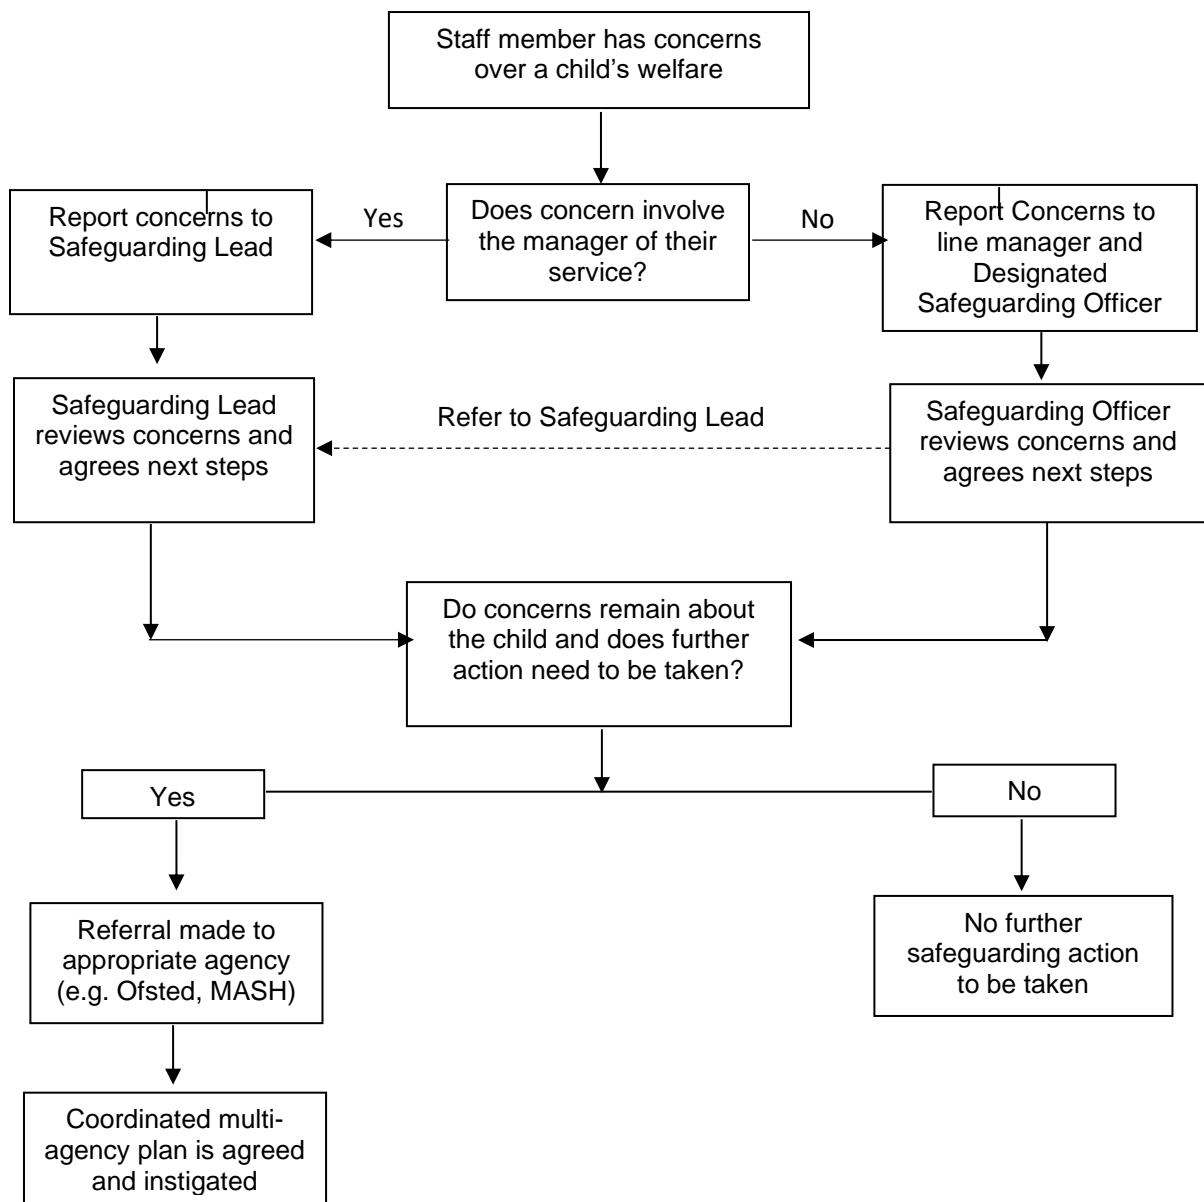 Staff member has concerns
over a child's welfare
Report concerns to
Safeguarding Lead
Yes
Does concern involve
the manager of their
service?
No
Report Concerns to
line manager and
Designated
Safeguarding Officer
Safeguarding Lead
reviews concerns and
agrees next steps
Refer to Safeguarding Lead
Safeguarding Officer
reviews concerns and
agrees next steps
Do concerns remain about
the child and does further
action need to be taken?
Yes
No
Referral made to
appropriate agency
(e.g. Ofsted, MASH)
No further
safeguarding action
to be taken
Coordinated multi-
agency plan is agreed
and instigated